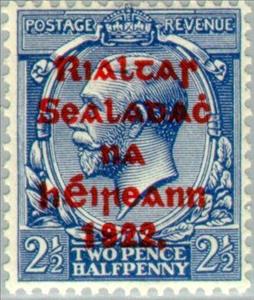 POSTAGE REVENUE
Rialtas
Sealadaċ
na
hÉireann
1922.
2½ TWO PENCE 2½
HALFPENNY